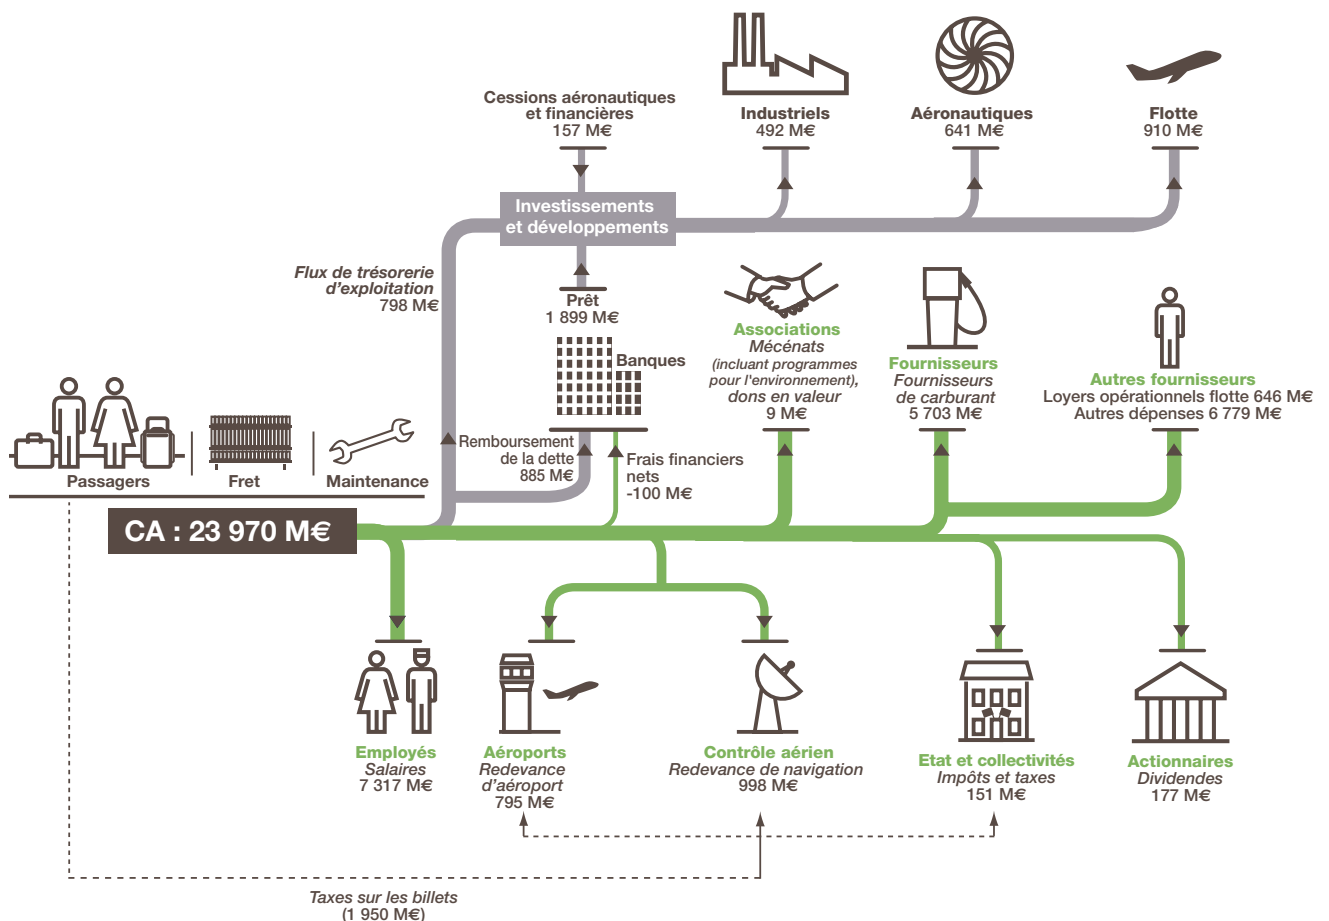 Cessions aéronautiques
et financières
157 M€
Industriels
492 M€
Aéronautiques
641 M€
Flotte
910 M€
Investissements
et développements
Flux de trésorerie
d'exploitation
798 M€
Prêt
1 899 M€
Banques
Associations
Mécénats
(incluant programmes
pour l'environnement),
dons en valeur
9 M€
Fournisseurs
Fournisseurs
de carburant
5 703 M€
Autres fournisseurs
Loyers opérationnels flotte 646 M€
Autres dépenses 6 779 M€
Remboursement
de la dette
885 M€
Frais financiers
nets
-100 M€
Passagers
Fret
Maintenance
CA : 23 970 M€
Employés
Salaires
7 317 M€
Aéroports
Redevance
d’aéroport
795 M€
Contrôle aérien
Redevance de navigation
998 M€
Etat et collectivités
Impôts et taxes
151 M€
Actionnaires
Dividendes
177 M€
Taxes sur les billets
(1 950 M€)